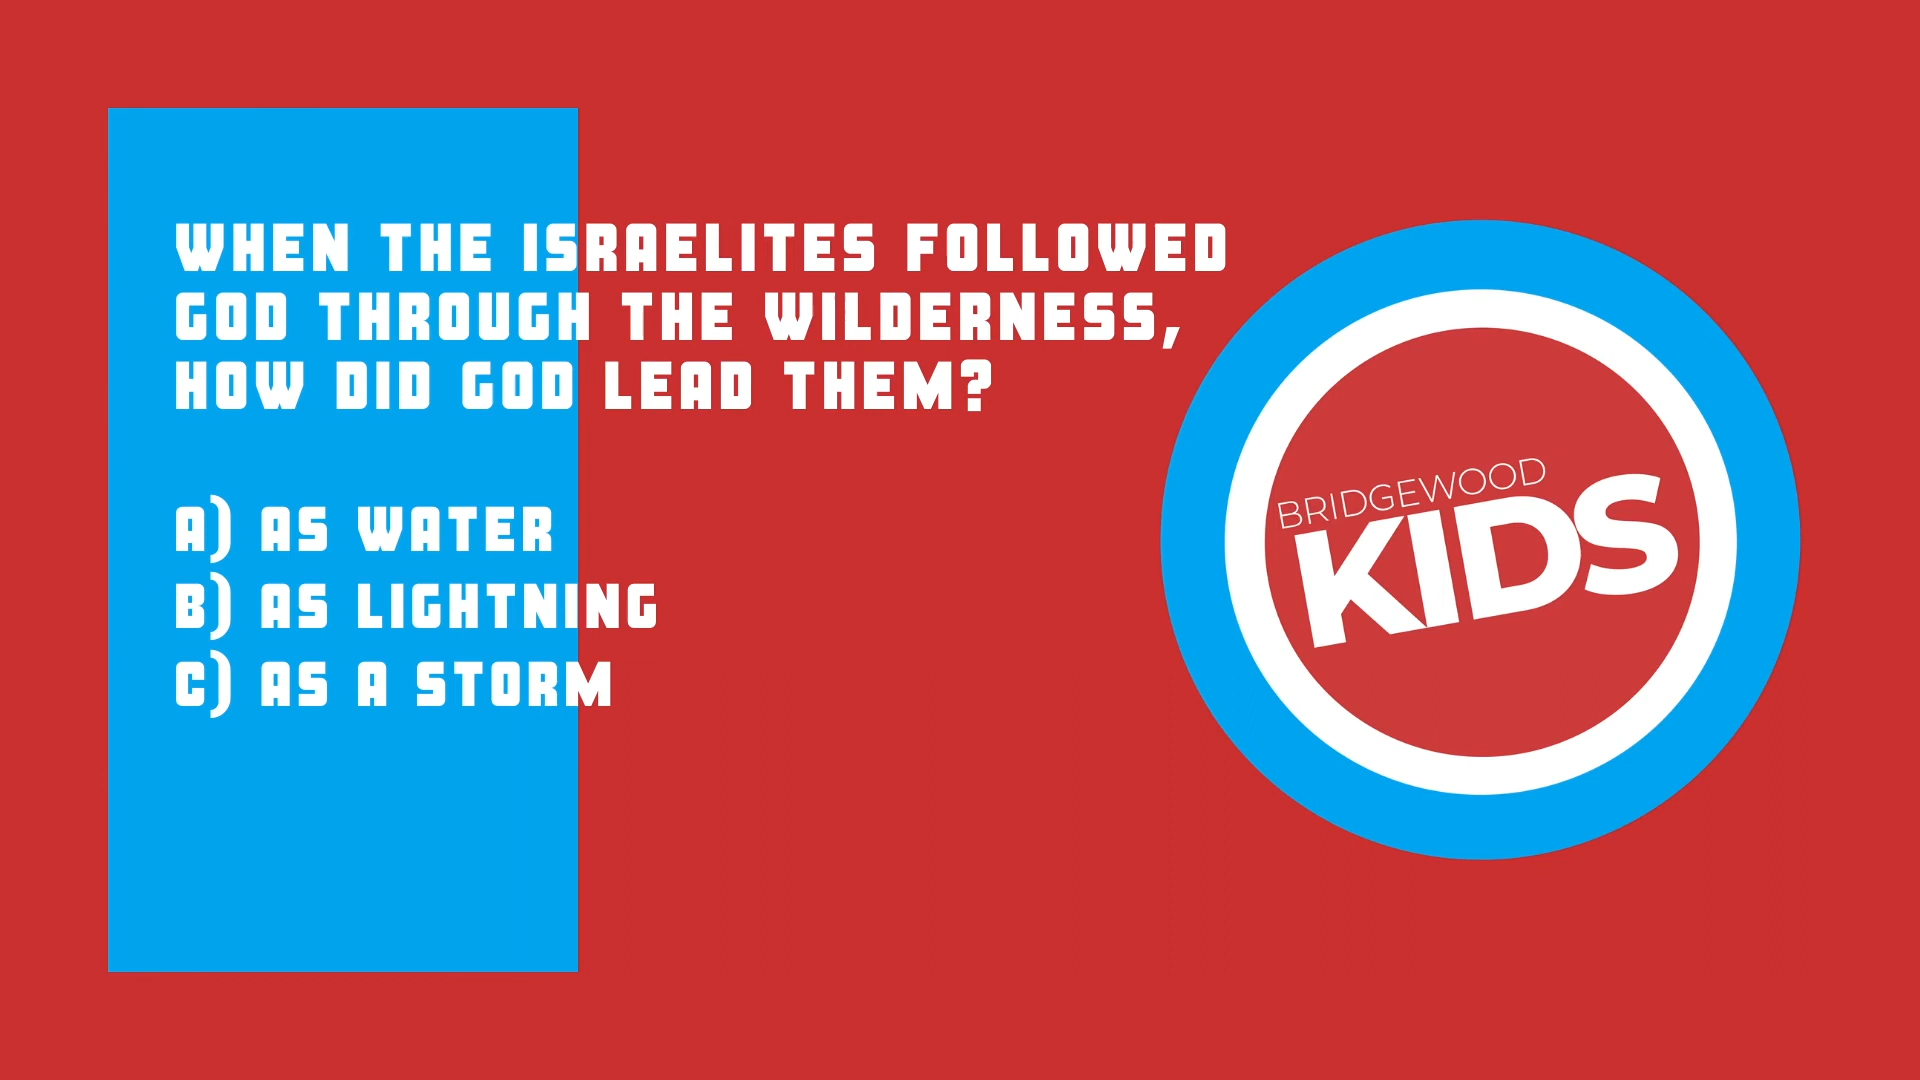 WHEN THE ISRAELITES FOLLOWED
GOD THROUGH THE WILDERNESS,
HOW DID GOD LEAD THEM?
A) AS WATER
B) AS LIGHTNING
C) AS A STORM
BRIDGEWOOD
KIDS